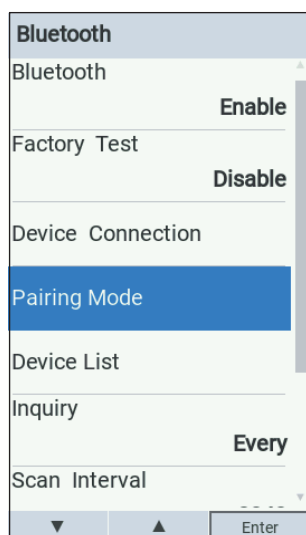 Bluetooth
Bluetooth
Enable
Factory Test
Disable
Device Connection
Pairing Mode
Device List
Inquiry
Every
Scan Interval
Enter